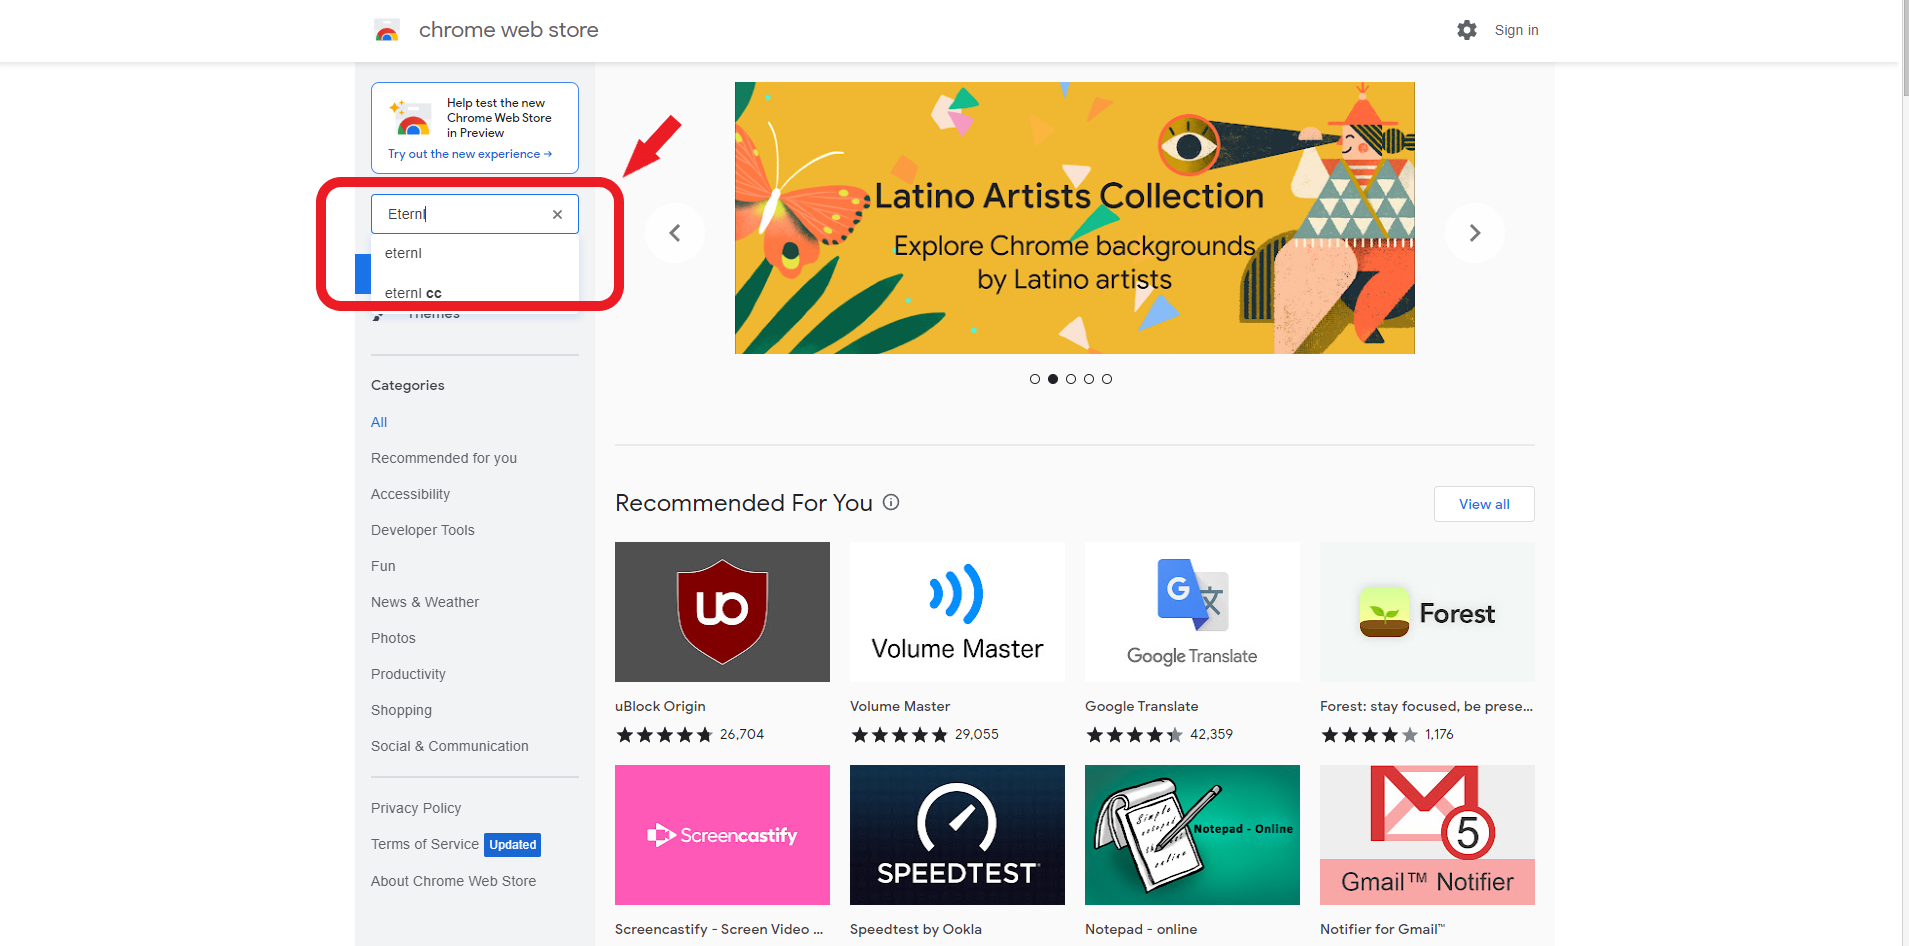 chrome web store
Sign in
Help test the new
Chrome Web Store
in Preview
Try out the new experience →
Eternl
eternl
eternl cc
Themes
Categories
All
Recommended for you
Accessibility
Developer Tools
Fun
News & Weather
Photos
Productivity
Shopping
Social & Communication
Privacy Policy
Terms of Service Updated
About Chrome Web Store
Latino Artists Collection
Explore Chrome backgrounds
by Latino artists
Recommended For You
View all
uo
Volume Master
Google Translate
Forest
uBlock Origin
Volume Master
Google Translate
Forest: stay focused, be prese...
26,704
29,055
42,359
1,176
Screencastify
SPEEDTEST
Simple notepad online
Notepad - Online
5
Gmail™ Notifier
Screencastify - Screen Video ...
Speedtest by Ookla
Notepad - online
Notifier for Gmail™